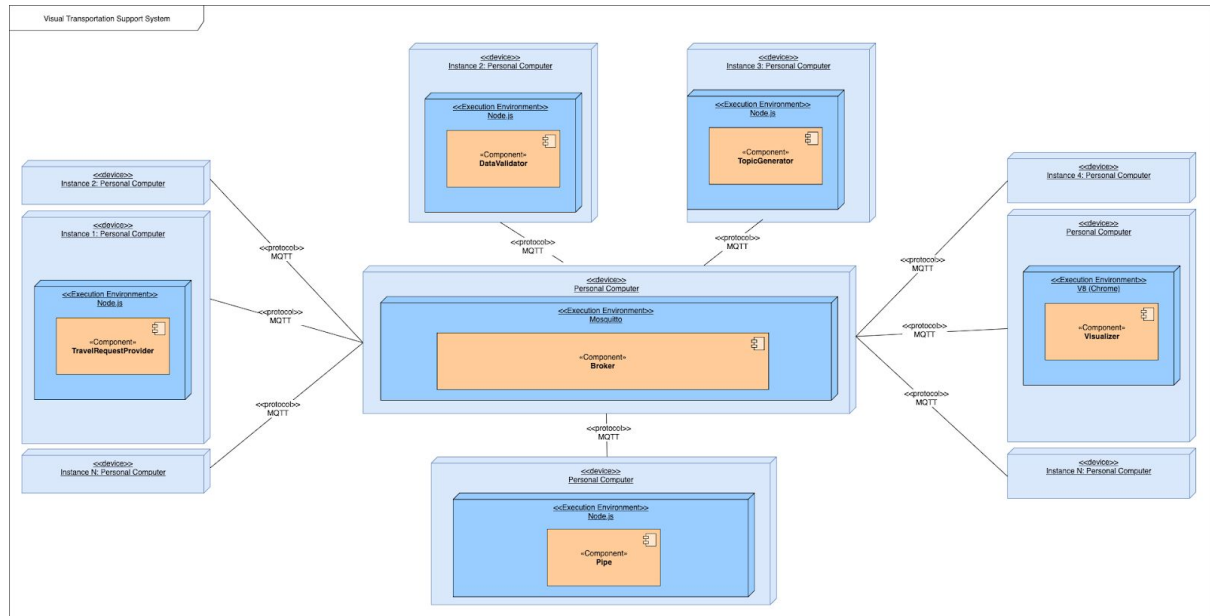 Visual Transportation Support System
<<device>>
Instance 2: Personal Computer
<<Execution Environment>>
Node.js
«Component»
DataValidator
<<device>>
Instance 3: Personal Computer
<<Execution Environment>>
Node.js
«Component»
TopicGenerator
<<device>>
Instance 2: Personal Computer
<<device>>
Instance 1: Personal Computer
<<Execution Environment>>
Node.js
«Component»
TravelRequestProvider
<<device>>
Instance N: Personal Computer
<<protocol>>
MQTT
<<protocol>>
MQTT
<<protocol>>
MQTT
<<protocol>>
MQTT
<<protocol>>
MQTT
<<device>>
Personal Computer
<<Execution Environment>>
Mosquitto
«Component»
Broker
<<protocol>>
MQTT
<<device>>
Personal Computer
<<Execution Environment>>
Node.js
«Component»
Pipe
<<protocol>>
MQTT
<<protocol>>
MQTT
<<protocol>>
MQTT
<<device>>
Instance 4: Personal Computer
<<device>>
Personal Computer
<<Execution Environment>>
V8 (Chrome)
«Component»
Visualizer
<<device>>
Instance N: Personal Computer